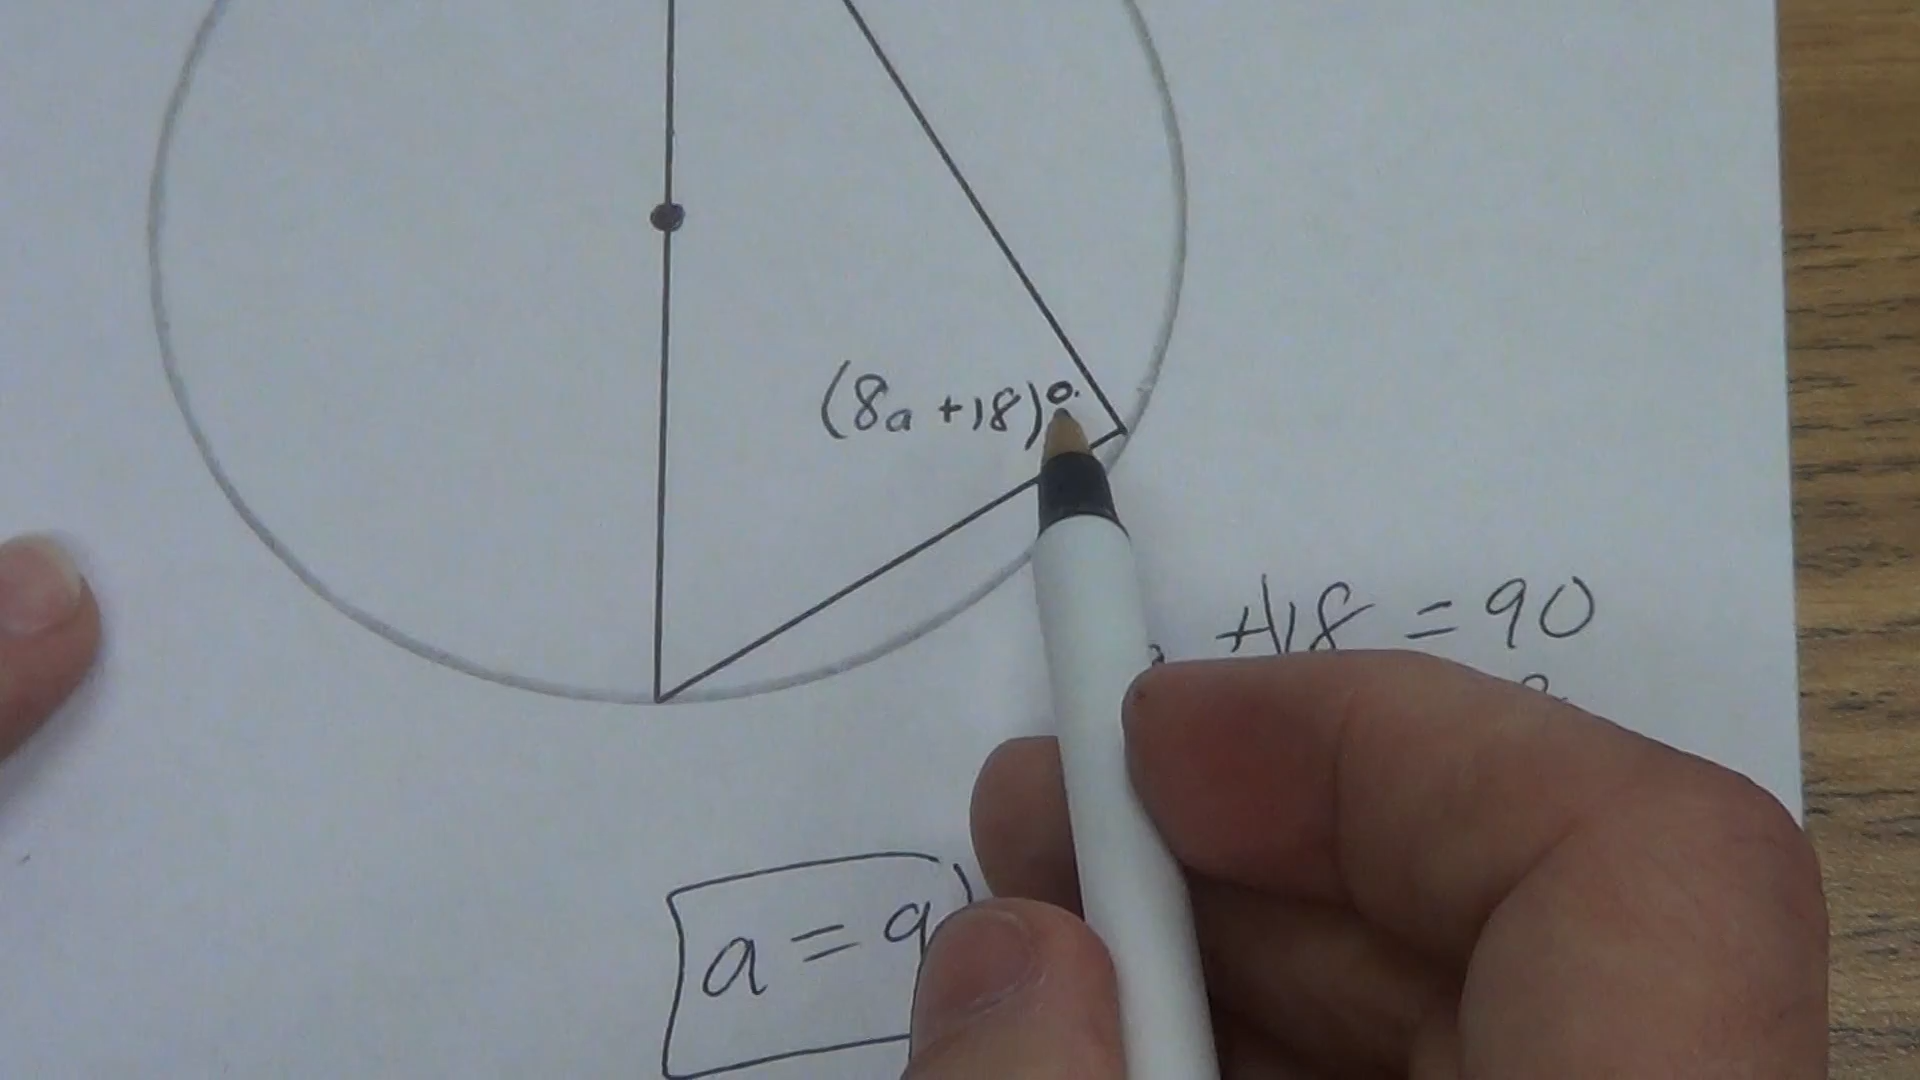 (8a +18)°
+18 = 90
a = 9